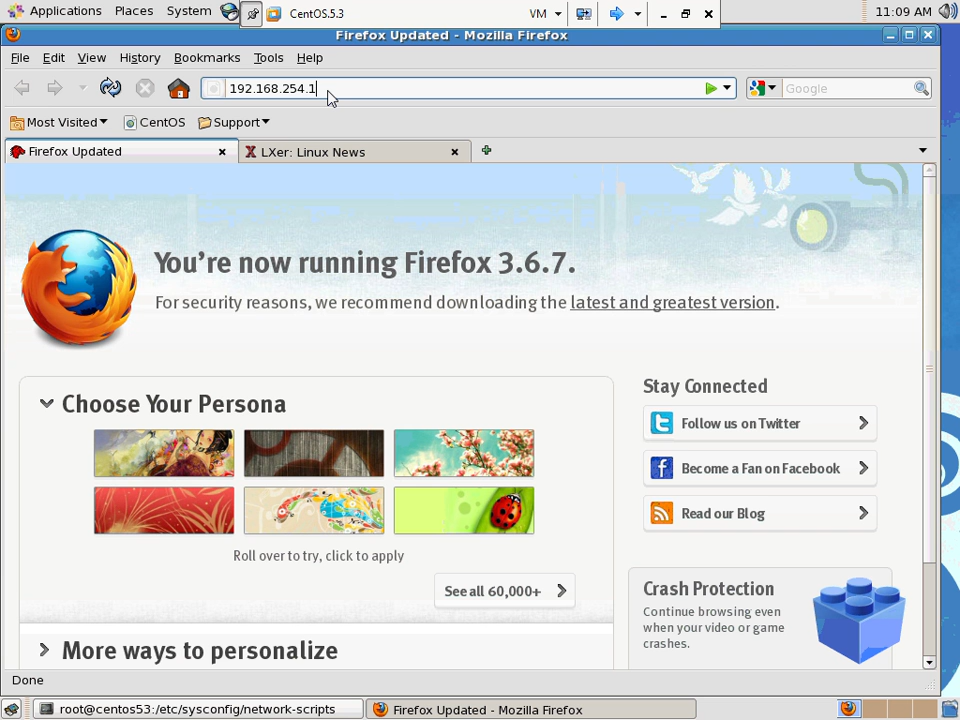 Applications Places System CentOS.5.3 VM 11:09 AM
Firefox Updated - Mozilla Firefox
File Edit View History Bookmarks Tools Help
192.168.254.1 Google
Most Visited CentOS Support
Firefox Updated LXer: Linux News
You're now running Firefox 3.6.7.
For security reasons, we recommend downloading the latest and greatest version.
Choose Your Persona
Roll over to try, click to apply
See all 60,000+
More ways to personalize
Stay Connected
Follow us on Twitter
Become a Fan on Facebook
Read our Blog
Crash Protection
Continue browsing even
when your video or game
crashes.
Done
root@centos53:/etc/sysconfig/network-scripts Firefox Updated - Mozilla Firefox